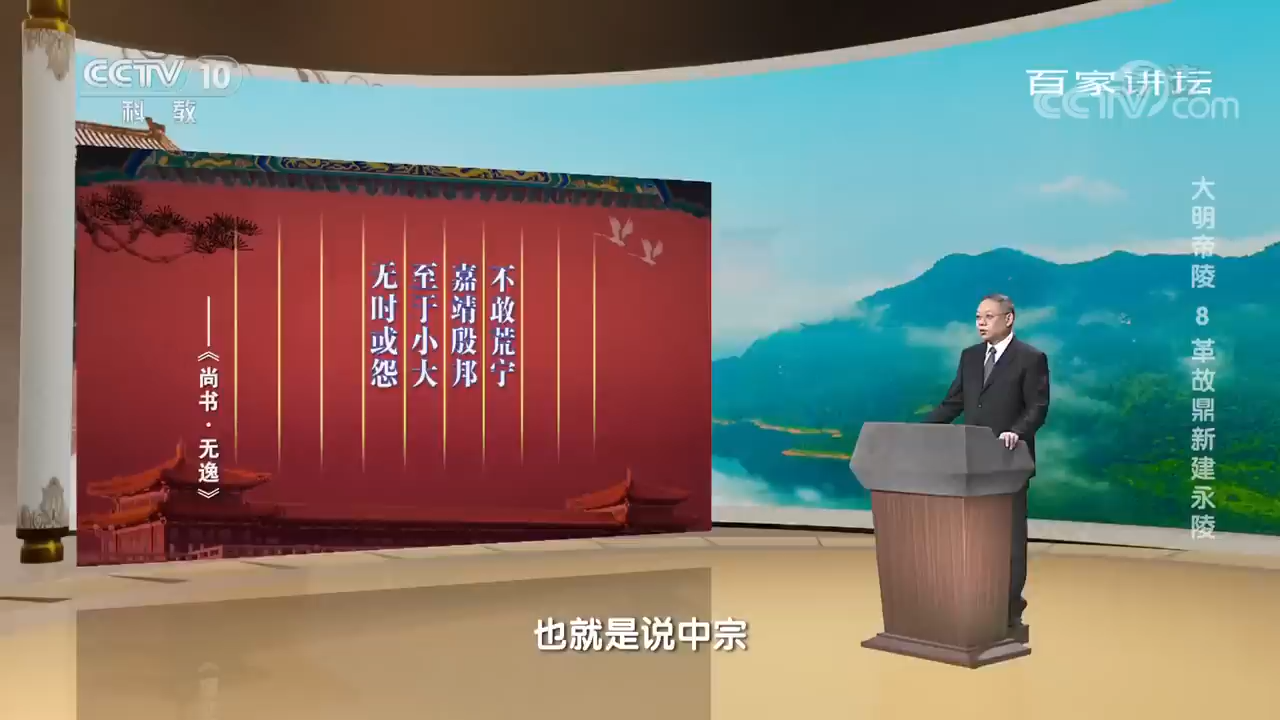 CCTV 10
科教
百家讲坛
CCTV.com
不敢荒宁
嘉靖殷邦
至于小大
无时或怨
——《尚书·无逸》
大明帝陵 8 革故鼎新建永陵
也就是说中宗